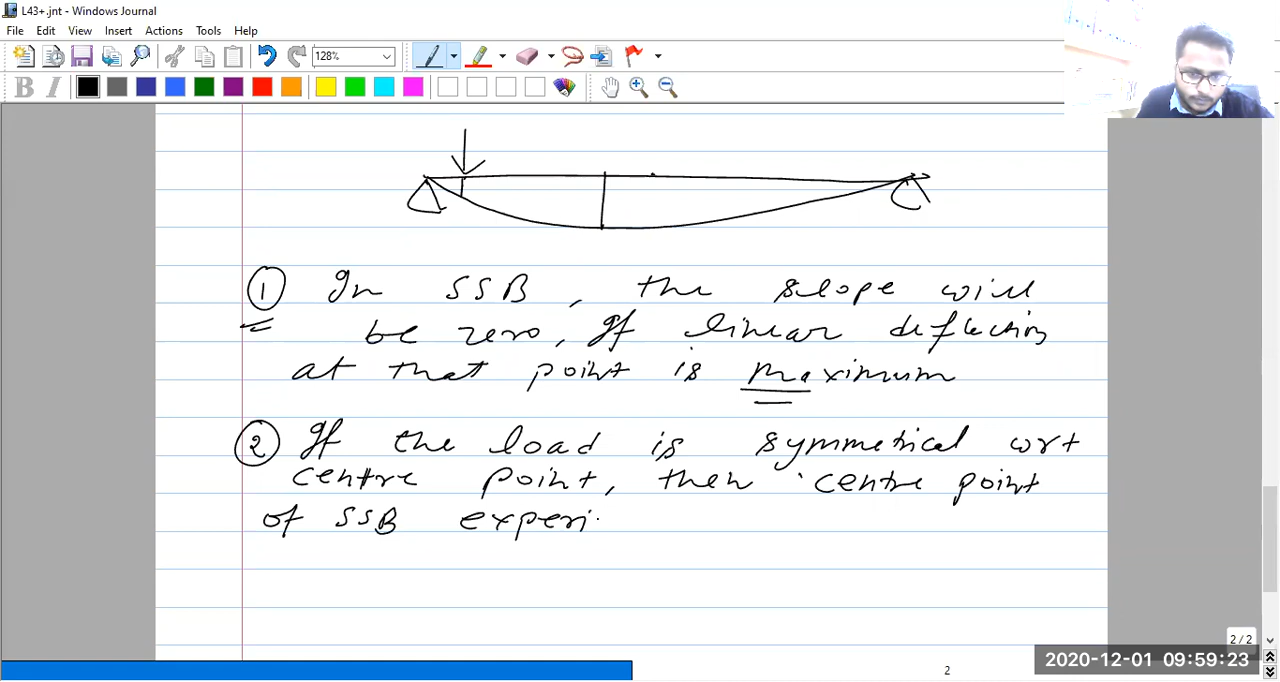 L43+.jnt - Windows Journal
File Edit View Insert Actions Tools Help
128%
B I
① In SSB, the slope will
be zero, If linear deflection
at that point is maximum
② If the load is symmetrical wrt
centre point, then centre point
of SSB experi
2 / 2
2020-12-01 09:59:23
2